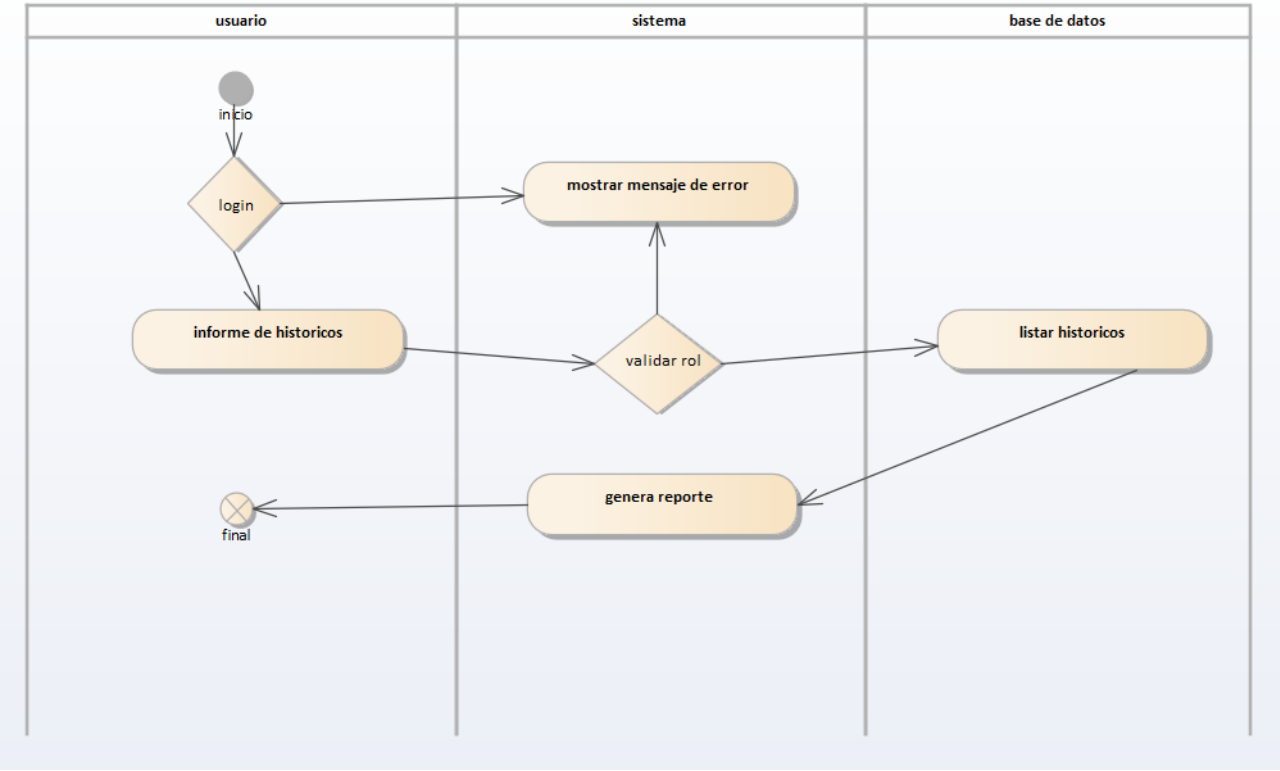 usuario
sistema
base de datos
inicio
login
mostrar mensaje de error
informe de historicos
validar rol
listar historicos
genera reporte
final